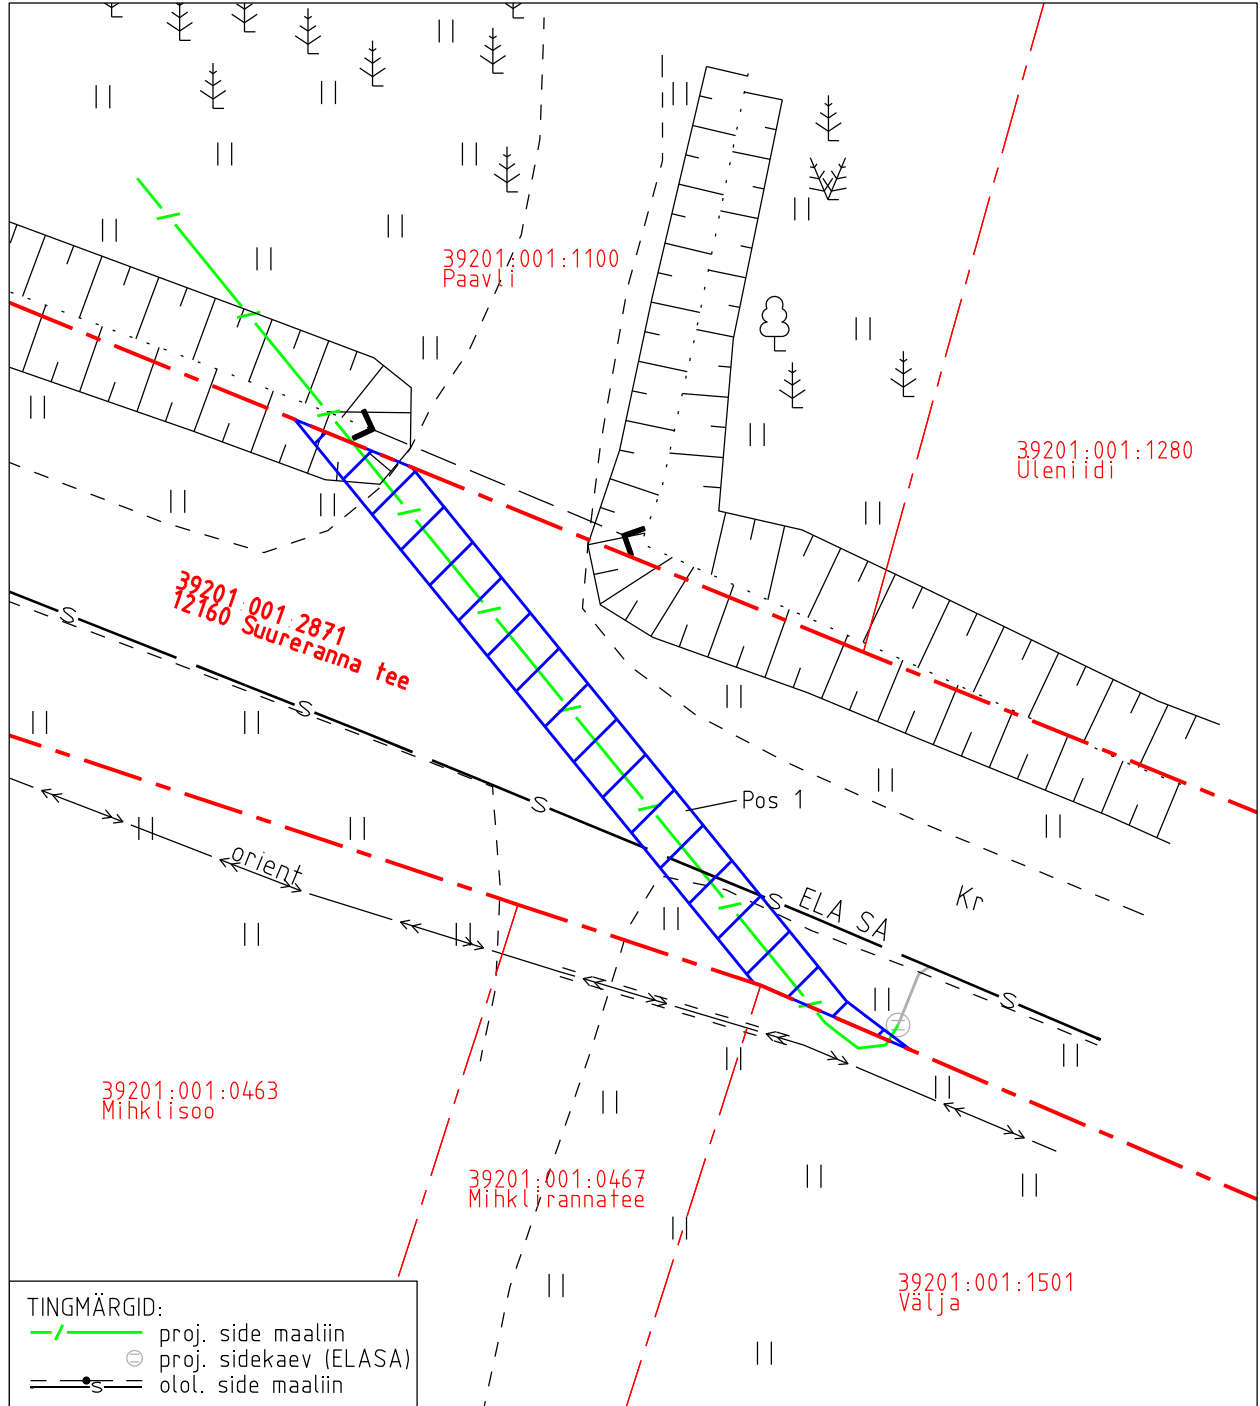 39201:001:1100
Paavli
39201:001:1280
Üleniidi
39201:001:2871
12160 Suureranna tee
S
S
S
Pos 1
orient
S
ELA SA
Kr
S
39201:001:0463
Mihklisoo
39201:001:0467
Mihklirannatee
39201:001:1501
Välja
TINGMÄRGID:
proj. side maaliin
proj. sidekaev (ELASA)
S
olol. side maaliin